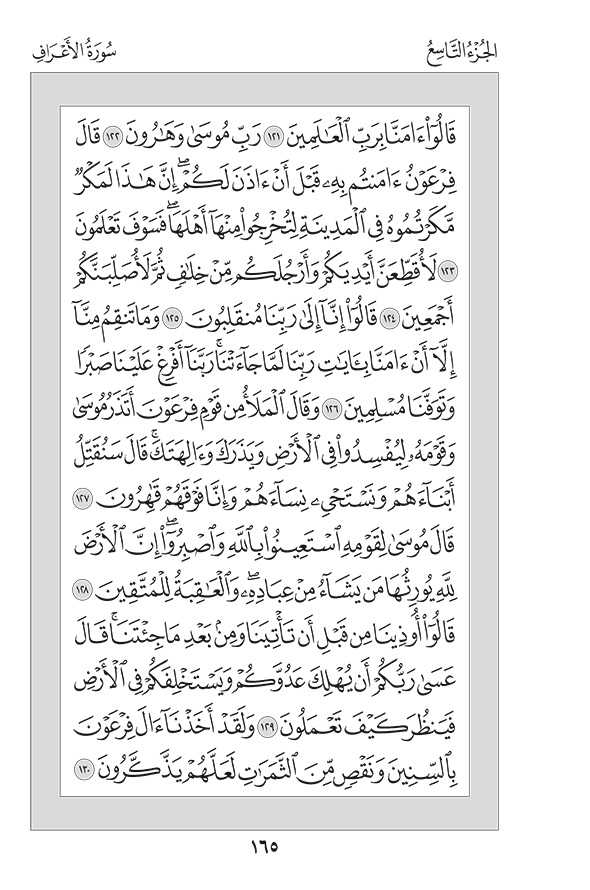 الجُزْءُ التَّاسِعُ
سُورَةُ الأَعْرَافِ
قَالُوٓا۟ ءَامَنَّا بِرَبِّ ٱلْعَـٰلَمِينَ ١٢١ رَبِّ مُوسَىٰ وَهَـٰرُونَ ١٢٢ قَالَ
فِرْعَوْنُ ءَامَنتُم بِهِۦ قَبْلَ أَنْ ءَاذَنَ لَكُمْ ۖ إِنَّ هَـٰذَا لَمَكْرٌ
مَّكَرْتُمُوهُ فِى ٱلْمَدِينَةِ لِتُخْرِجُوا۟ مِنْهَآ أَهْلَهَا ۖ فَسَوْفَ تَعْلَمُونَ
١٢٣ لَأُقَطِّعَنَّ أَيْدِيَكُمْ وَأَرْجُلَكُم مِّنْ خِلَـٰفٍ ثُمَّ لَأُصَلِّبَنَّكُمْ
أَجْمَعِينَ ١٢٤ قَالُوٓا۟ إِنَّآ إِلَىٰ رَبِّنَا مُنقَلِبُونَ ١٢٥ وَمَا تَنقِمُ مِنَّآ
إِلَّآ أَنْ ءَامَنَّا بِـَٔايَـٰتِ رَبِّنَا لَمَّا جَآءَتْنَا ۚ رَبَّنَآ أَفْرِغْ عَلَيْنَا صَبْرًا
وَتَوَفَّنَا مُسْلِمِينَ ١٢٦ وَقَالَ ٱلْمَلَأُ مِن قَوْمِ فِرْعَوْنَ أَتَذَرُ مُوسَىٰ
وَقَوْمَهُۥ لِيُفْسِدُوا۟ فِى ٱلْأَرْضِ وَيَذَرَكَ وَءَالِهَتَكَ ۚ قَالَ سَنُقَتِّلُ
أَبْنَآءَهُمْ وَنَسْتَحْىِۦ نِسَآءَهُمْ وَإِنَّا فَوْقَهُمْ قَـٰهِرُونَ ١٢٧
قَالَ مُوسَىٰ لِقَوْمِهِ ٱسْتَعِينُوا۟ بِٱللَّهِ وَٱصْبِرُوٓا۟ ۖ إِنَّ ٱلْأَرْضَ
لِلَّهِ يُورِثُهَا مَن يَشَآءُ مِنْ عِبَادِهِۦ ۖ وَٱلْعَـٰقِبَةُ لِلْمُتَّقِينَ ١٢٨
قَالُوٓا۟ أُوذِينَا مِن قَبْلِ أَن تَأْتِيَنَا وَمِنۢ بَعْدِ مَا جِئْتَنَا ۚ قَالَ
عَسَىٰ رَبُّكُمْ أَن يُهْلِكَ عَدُوَّكُمْ وَيَسْتَخْلِفَكُمْ فِى ٱلْأَرْضِ
فَيَنظُرَ كَيْفَ تَعْمَلُونَ ١٢٩ وَلَقَدْ أَخَذْنَآ ءَالَ فِرْعَوْنَ
بِٱلسِّنِينَ وَنَقْصٍ مِّنَ ٱلثَّمَرَٰتِ لَعَلَّهُمْ يَذَّكَّرُونَ ١٣٠
١٦٥